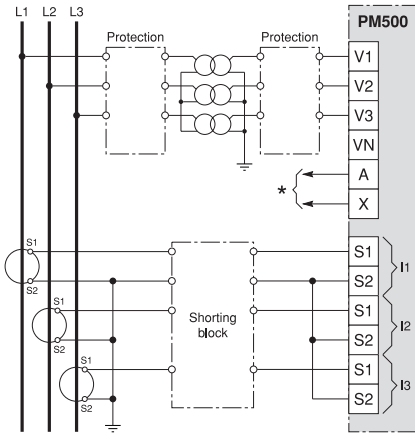 L1 L2 L3
PM500
Protection Protection
V1
V2
V3
VN
A
*
X
S1 S1
S2 S2 I1
S1 S1
Shorting
block
S2 S2 I2
S1 S1
S2 S2 I3